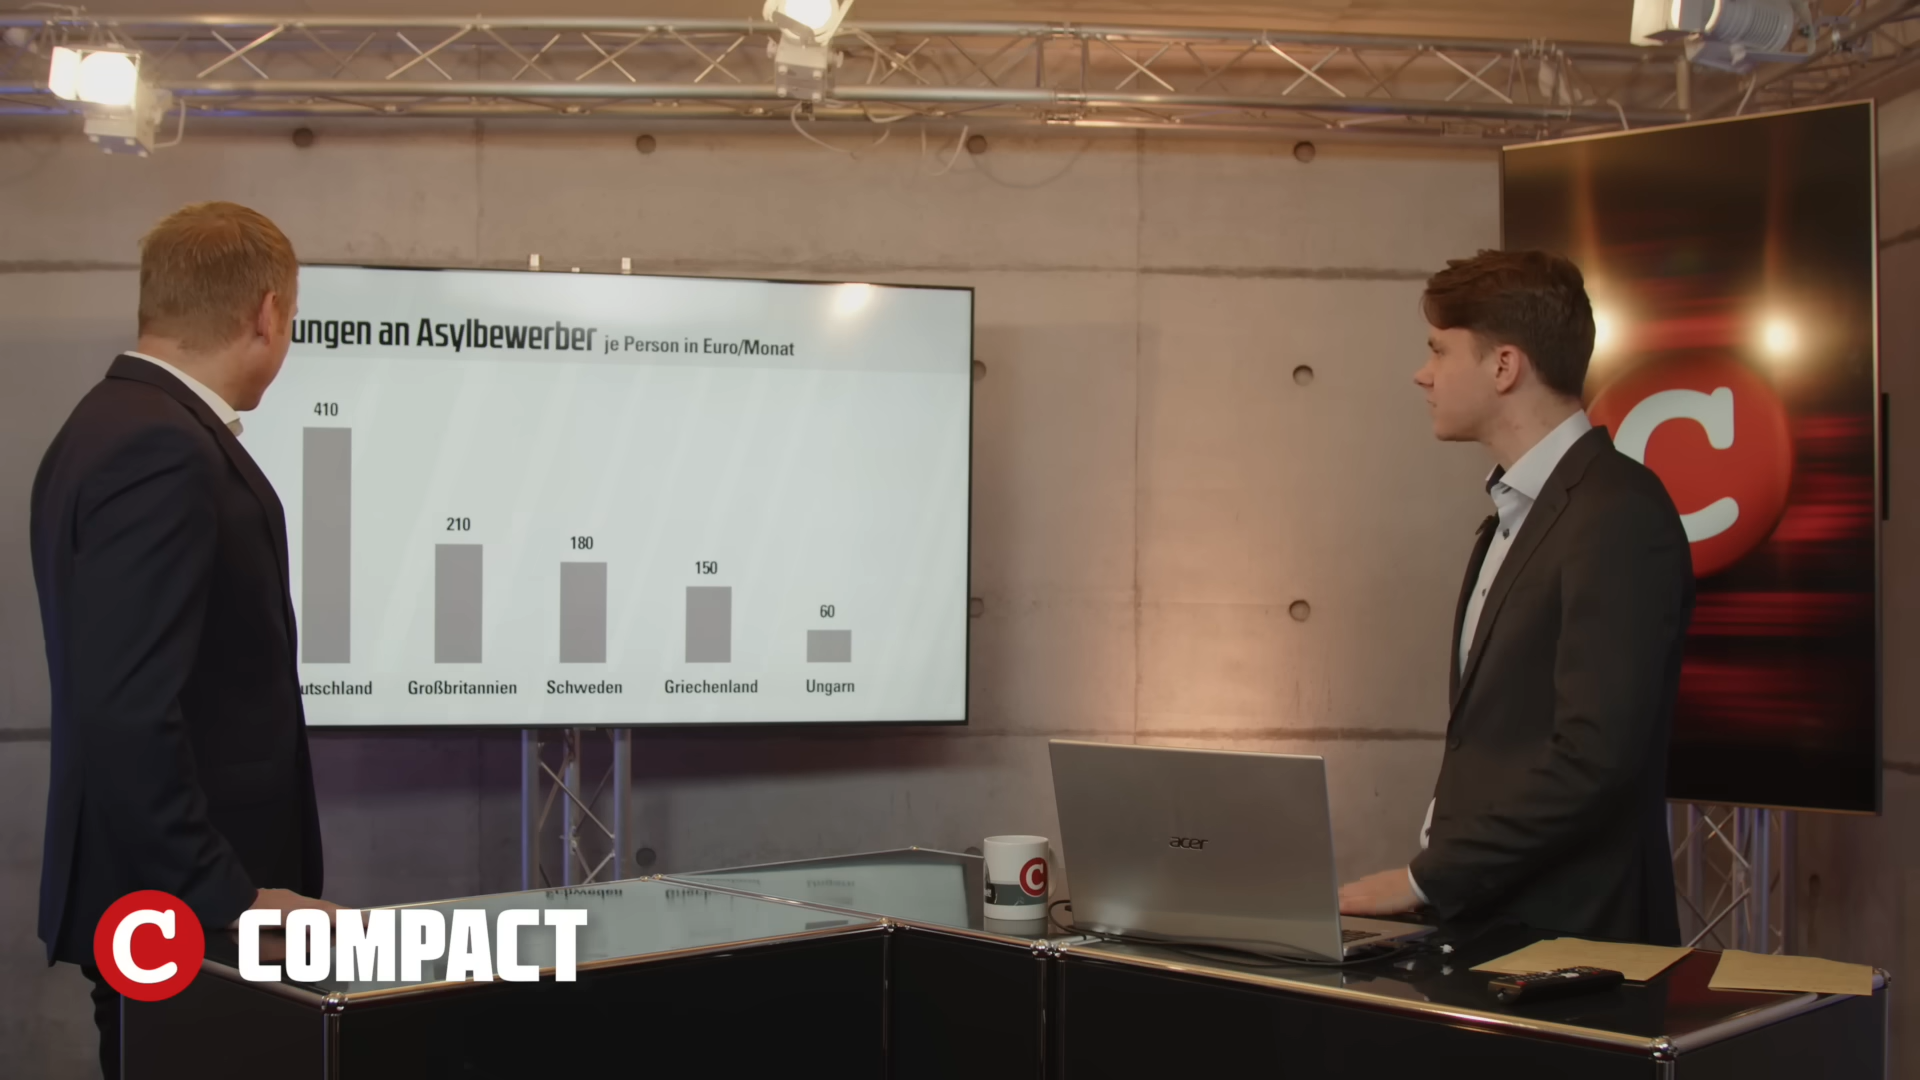 ungen an Asylbewerber je Person in Euro/Monat
410
210
180
150
60
utschland Großbritannien Schweden Griechenland Ungarn
C
acer
C
C COMPACT